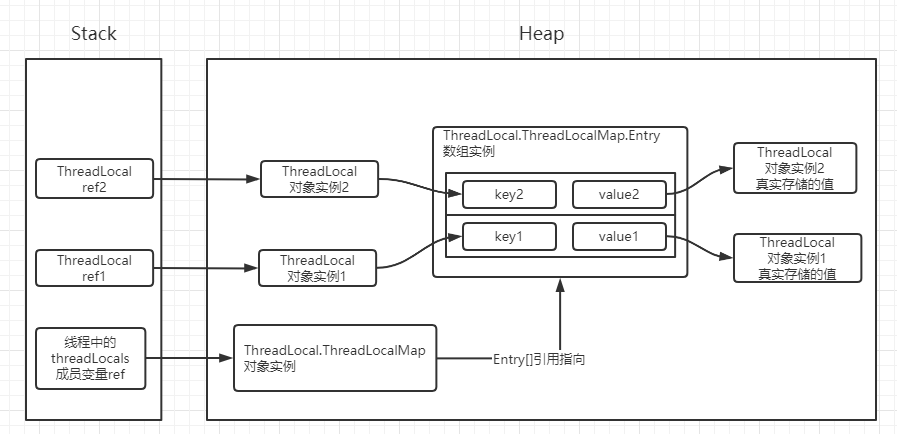 Stack
Heap
ThreadLocal
ref2
ThreadLocal
ref1
线程中的
threadLocals
成员变量ref
ThreadLocal
对象实例2
ThreadLocal
对象实例1
ThreadLocal.ThreadLocalMap
对象实例
ThreadLocal.ThreadLocalMap.Entry
数组实例
key2
value2
key1
value1
Entry[]引用指向
ThreadLocal
对象实例2
真实存储的值
ThreadLocal
对象实例1
真实存储的值